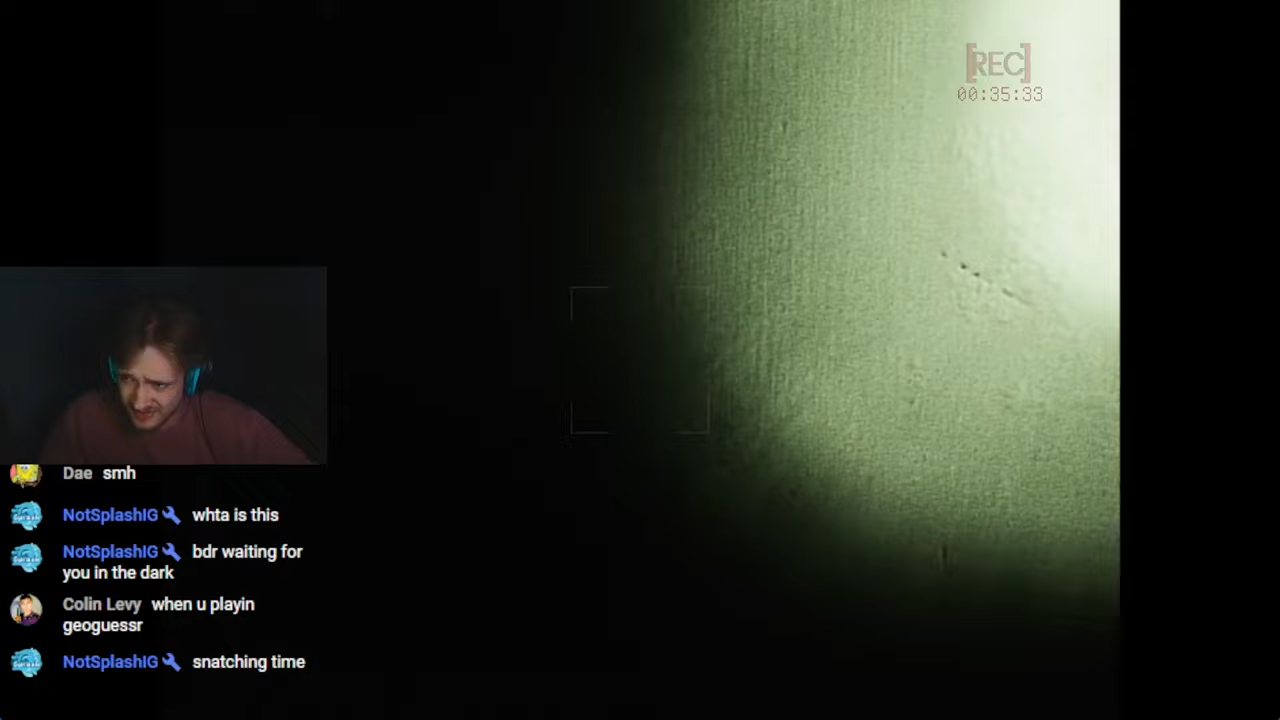 [REC]
00:35:33
Dae smh
NotSplashIG whta is this
NotSplashIG bdr waiting for
you in the dark
Colin Levy when u playin
geoguessr
NotSplashIG snatching time